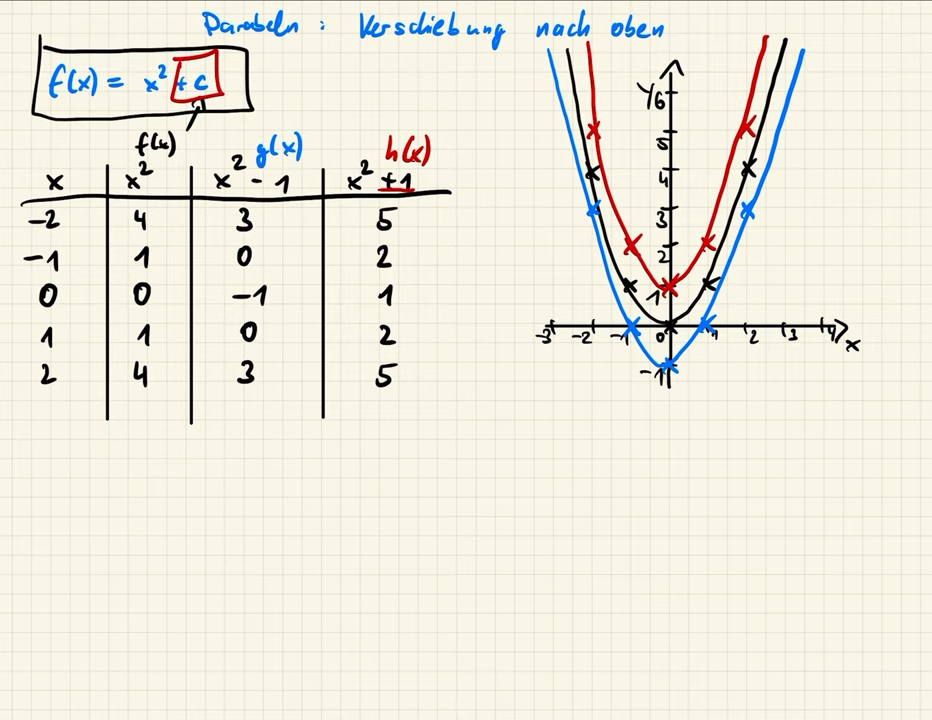 Parabeln : Verschiebung nach oben
f(x) = x² + c
f(x) g(x) h(x)
x x² x² - 1 x² + 1
-2 4 3 5
-1 1 0 2
0 0 -1 1
1 1 0 2
2 4 3 5
y 6
5
4
3
2
1
-3 -2 -1 0 1 2 3 4 x
-1